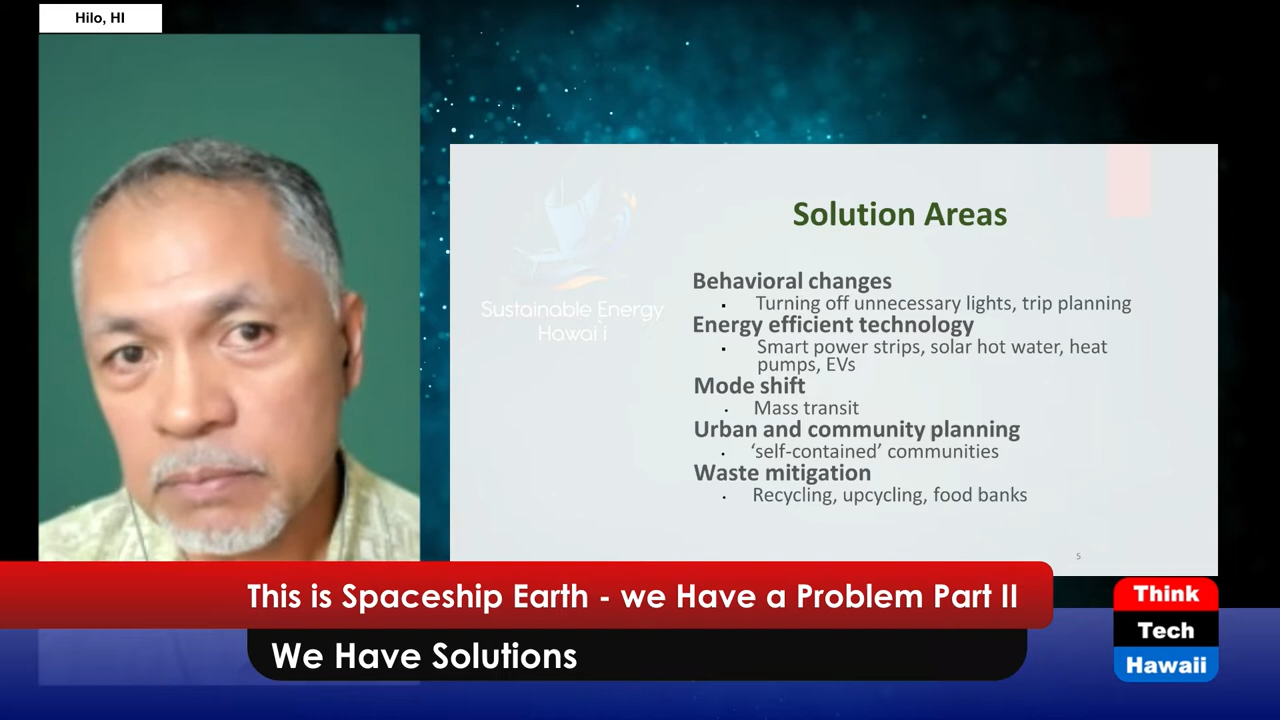 Hilo, HI
Sustainable Energy
Hawai'i
Solution Areas
Behavioral changes
▪ Turning off unnecessary lights, trip planning
Energy efficient technology
▪ Smart power strips, solar hot water, heat
pumps, EVs
Mode shift
▪ Mass transit
Urban and community planning
▪ ‘self-contained’ communities
Waste mitigation
▪ Recycling, upcycling, food banks
5
This is Spaceship Earth - we Have a Problem Part II
We Have Solutions
Think
Tech
Hawaii